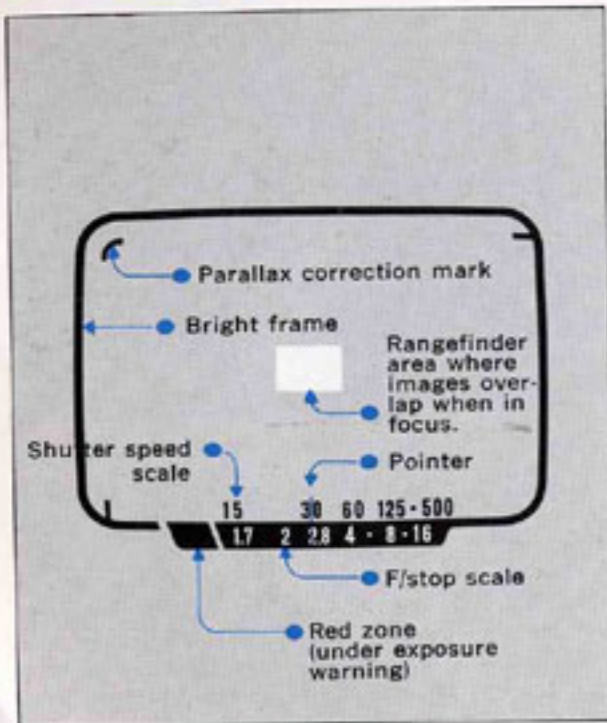 Parallax correction mark
Bright frame
Rangefinder
area where
images over-
lap when in
focus.
Shutter speed
scale
Pointer
15 30 60 125 - 500
1.7 2 2.8 4 - 8 - 16
F/stop scale
Red zone
(under exposure
warning)